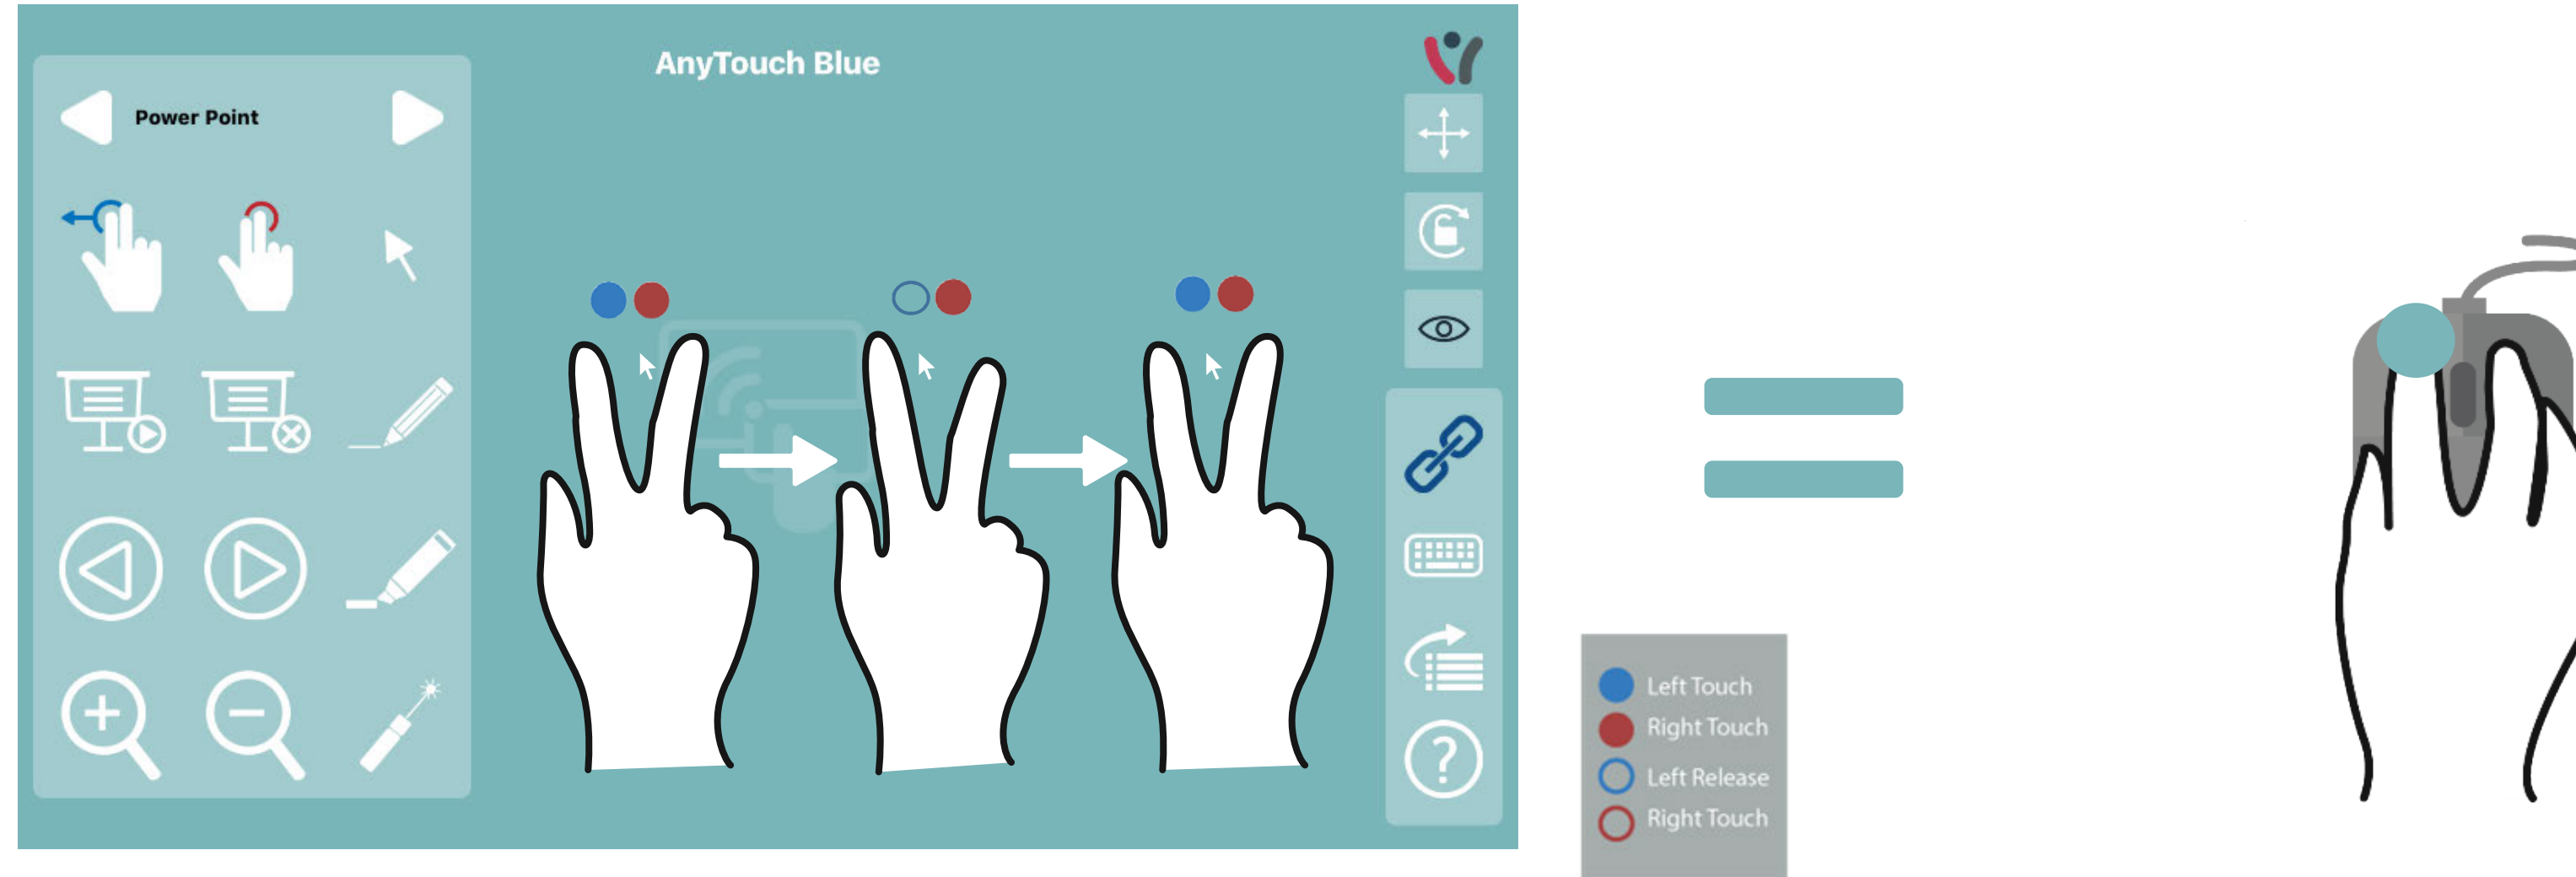 AnyTouch Blue
Power Point
Left Touch
Right Touch
Left Release
Right Touch